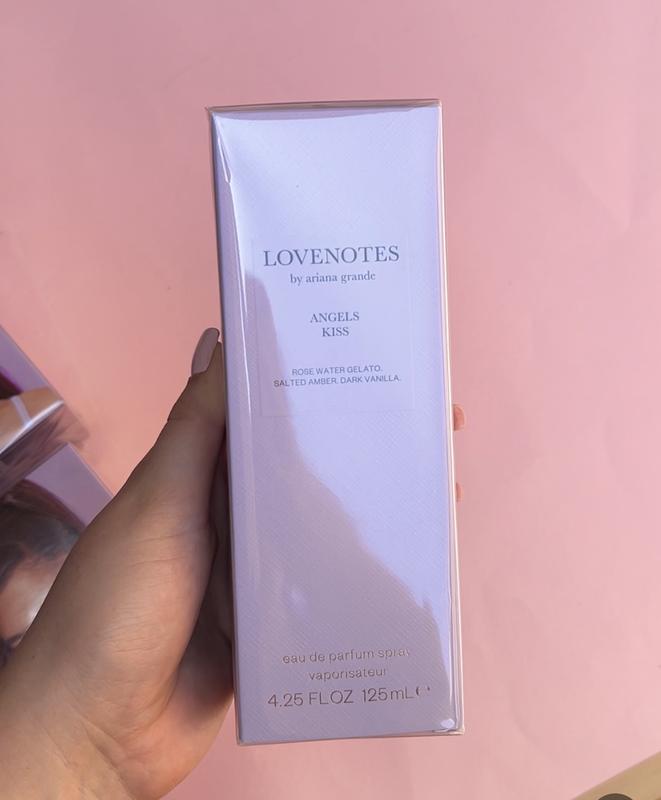 LOVENOTES
by ariana grande
ANGELS
KISS
ROSE WATER GELATO.
SALTED AMBER. DARK VANILLA.
eau de parfum spray
vaporisateur
4.25 FL OZ 125 mL ℮